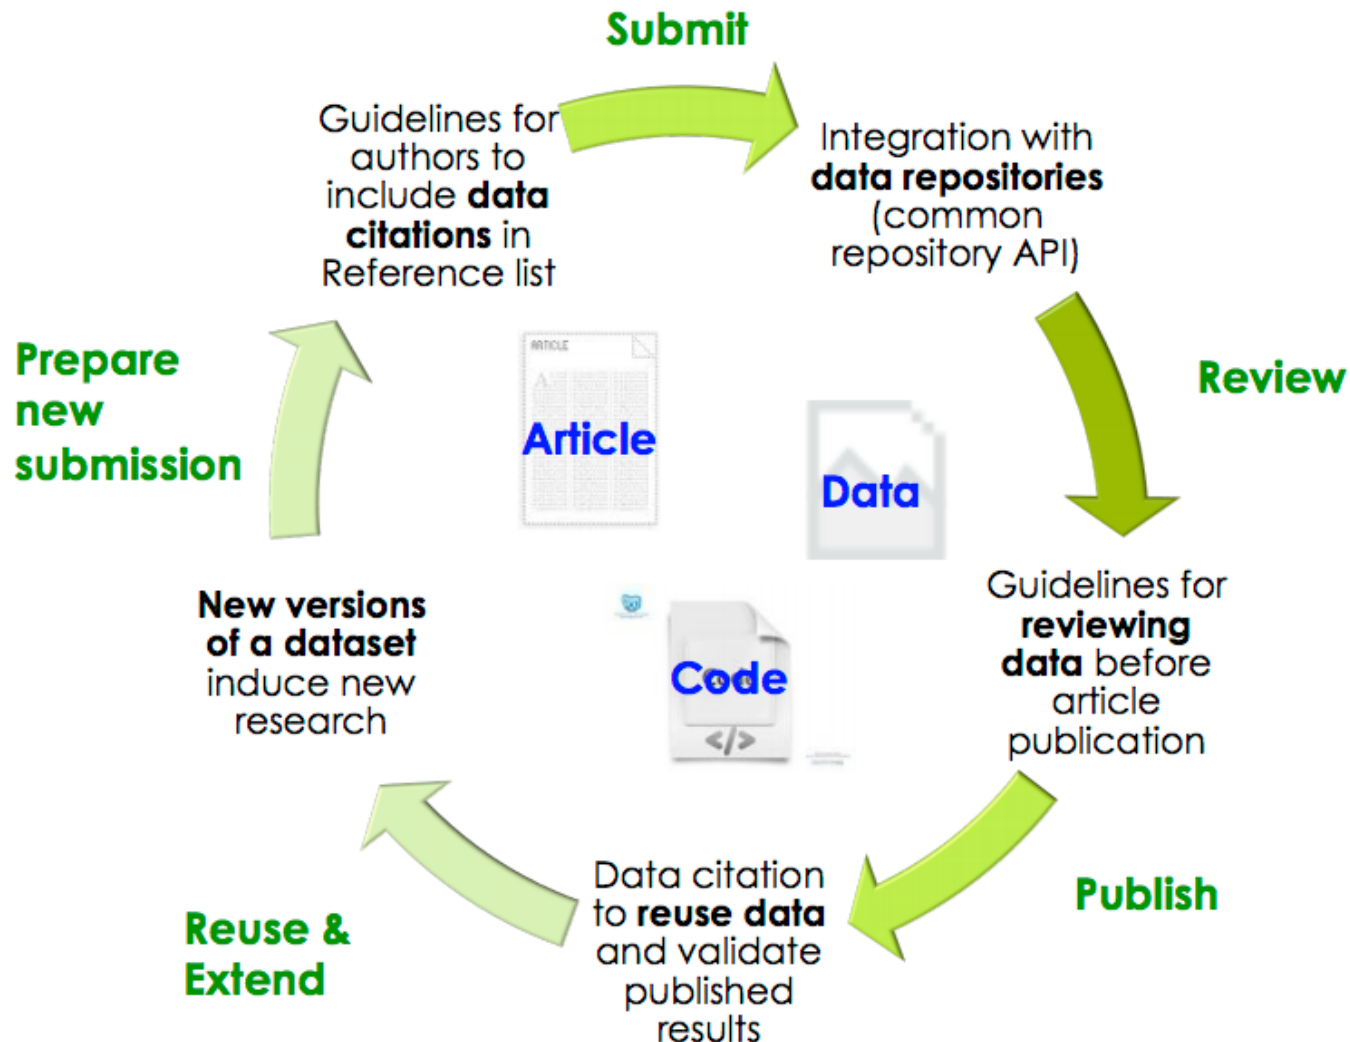 Submit
Guidelines for
authors to
include data
citations in
Reference list
Integration with
data repositories
(common
repository API)
Prepare
new
submission
Review
ARTICLE
Article
Data
Code
</>
New versions
of a dataset
induce new
research
Guidelines for
reviewing
data before
article
publication
Publish
Data citation
to reuse data
and validate
published
results
Reuse &
Extend